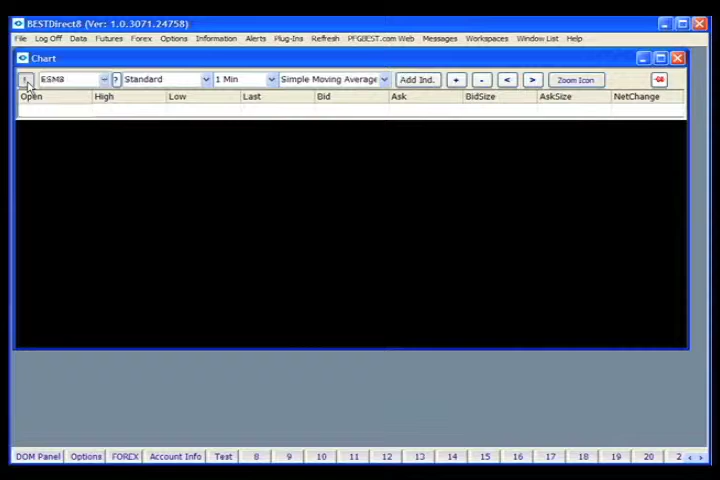 BESTDirect8 (Ver: 1.0.3071.24758)
File Log Off Data Futures Forex Options Information Alerts Plug-Ins Refresh PFGBEST.com Web Messages Workspaces Window List Help
Chart
! ESM8 ? Standard 1 Min Simple Moving Average Add Ind. + - < > Zoom Icon
Open High Low Last Bid Ask BidSize AskSize NetChange
DOM Panel Options FOREX Account Info Test 8 9 10 11 12 13 14 15 16 17 18 19 20 2